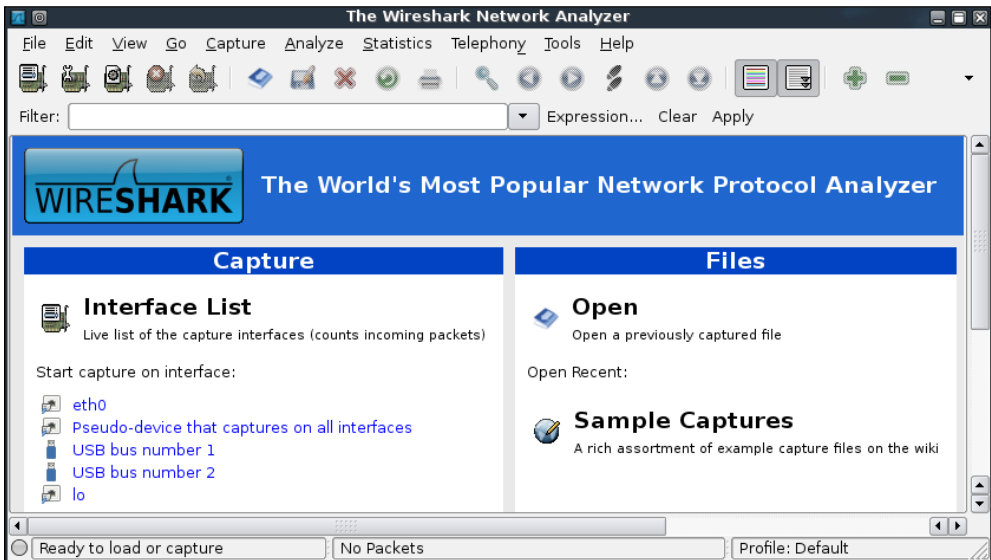 The Wireshark Network Analyzer
File Edit View Go Capture Analyze Statistics Telephony Tools Help
Filter: Expression... Clear Apply
WIRESHARK The World's Most Popular Network Protocol Analyzer
Capture
Interface List
Live list of the capture interfaces (counts incoming packets)
Start capture on interface:
eth0
Pseudo-device that captures on all interfaces
USB bus number 1
USB bus number 2
lo
Files
Open
Open a previously captured file
Open Recent:
Sample Captures
A rich assortment of example capture files on the wiki
Ready to load or capture No Packets Profile: Default